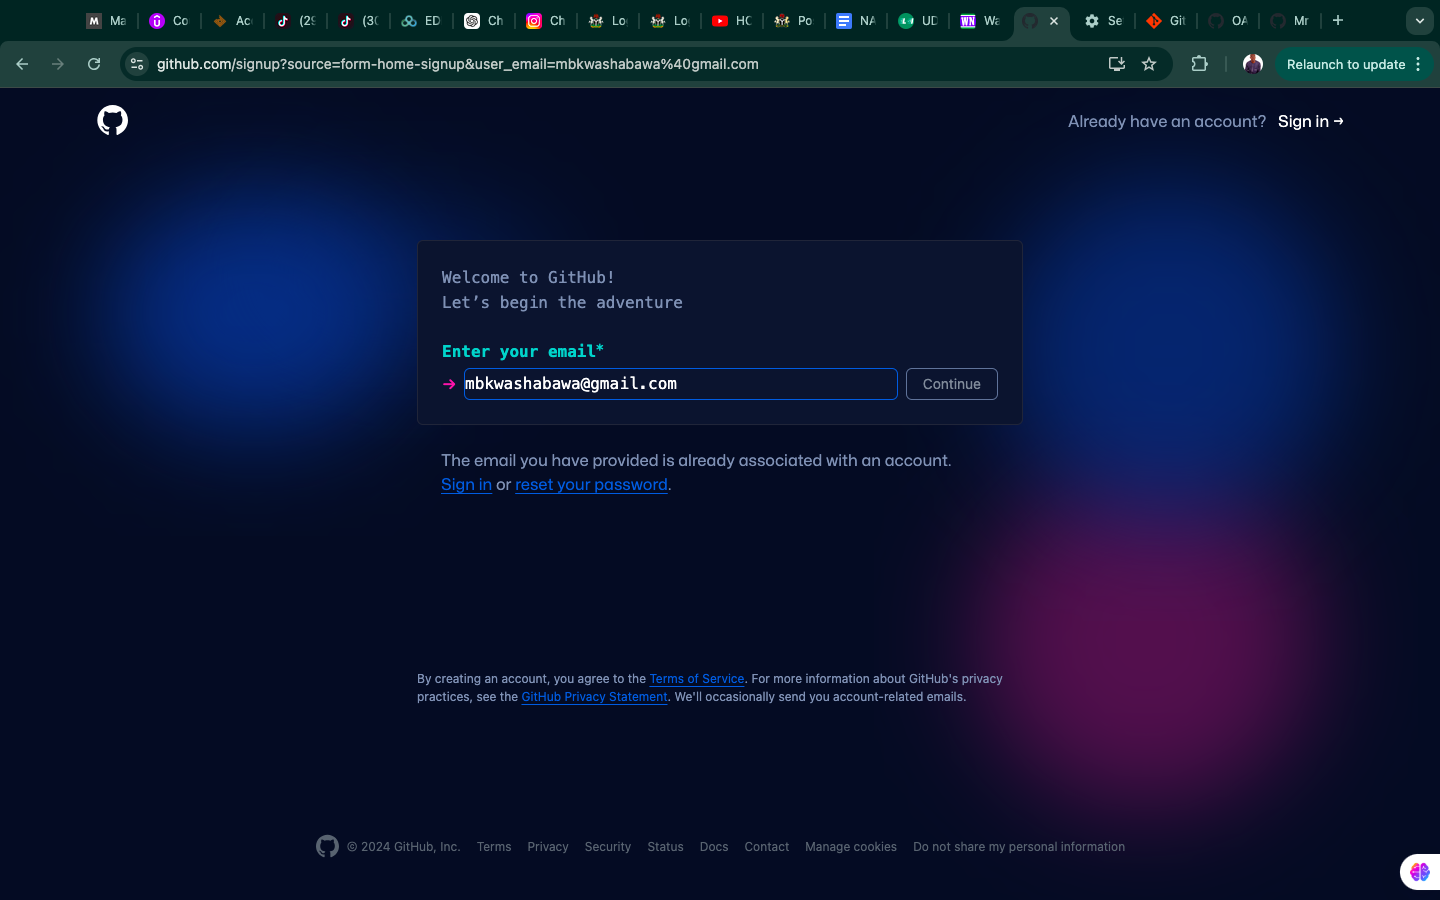 Ma
Co
Ac
(29
(30
ED
Ch
Ch
Lo
Lo
HO
Po
NA
UD
Wa
Se
Git
OA
Mr
github.com/signup?source=form-home-signup&user_email=mbkwashabawa%40gmail.com
Relaunch to update
Already have an account? Sign in →
Welcome to GitHub!
Let’s begin the adventure
Enter your email*
→ mbkwashabawa@gmail.com Continue
The email you have provided is already associated with an account.
Sign in or reset your password.
By creating an account, you agree to the Terms of Service. For more information about GitHub's privacy
practices, see the GitHub Privacy Statement. We'll occasionally send you account-related emails.
© 2024 GitHub, Inc. Terms Privacy Security Status Docs Contact Manage cookies Do not share my personal information